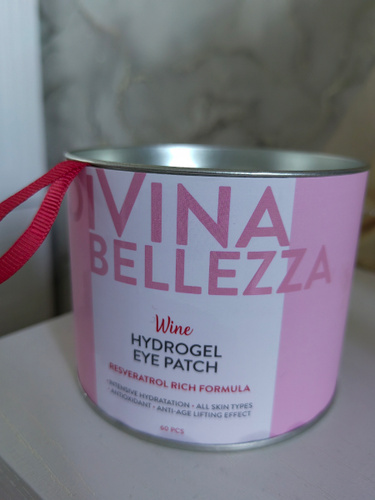 DIVINA
BELLEZZA
Wine
HYDROGEL
EYE PATCH
RESVERATROL RICH FORMULA
• INTENSIVE HYDRATATION • ALL SKIN TYPES
ANTIOXIDANT • ANTI-AGE LIFTING EFFECT
60 PCS